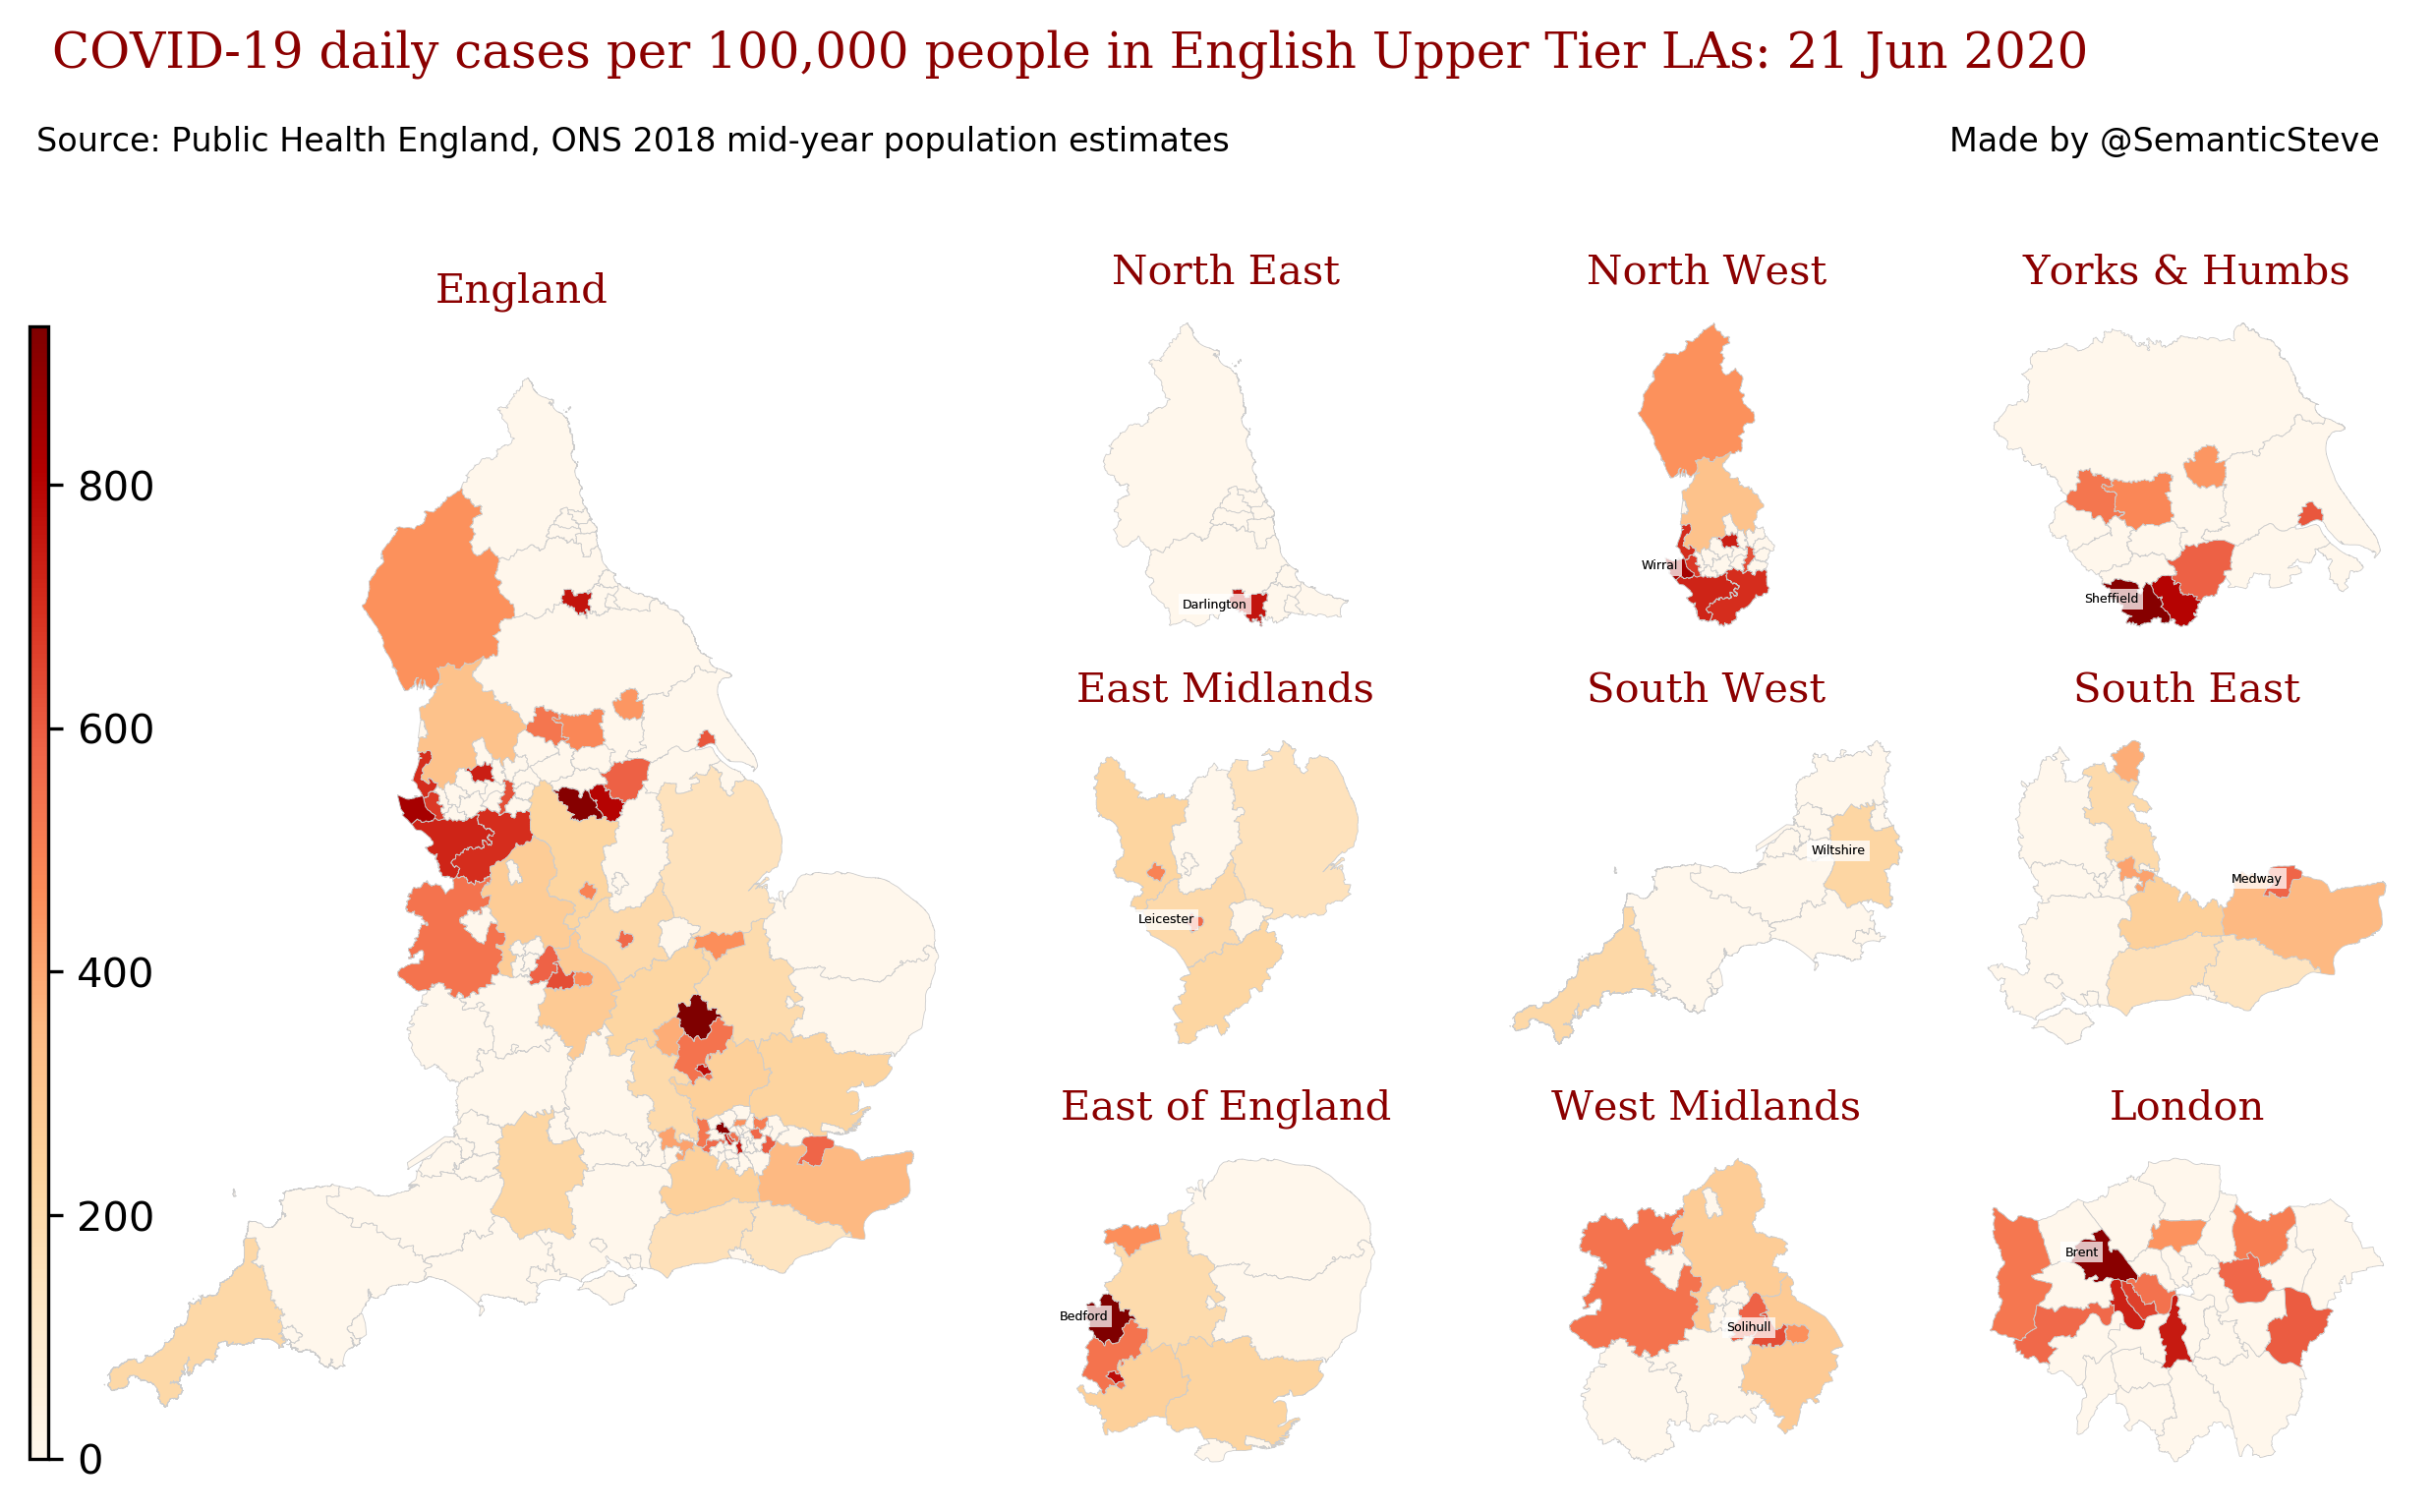 COVID-19 daily cases per 100,000 people in English Upper Tier LAs: 21 Jun 2020
Source: Public Health England, ONS 2018 mid-year population estimates
Made by @SemanticSteve
England
800
600
400
200
0
North East
Darlington
North West
Wirral
Yorks & Humbs
Sheffield
East Midlands
Leicester
South West
Wiltshire
South East
Medway
East of England
Bedford
West Midlands
Solihull
London
Brent